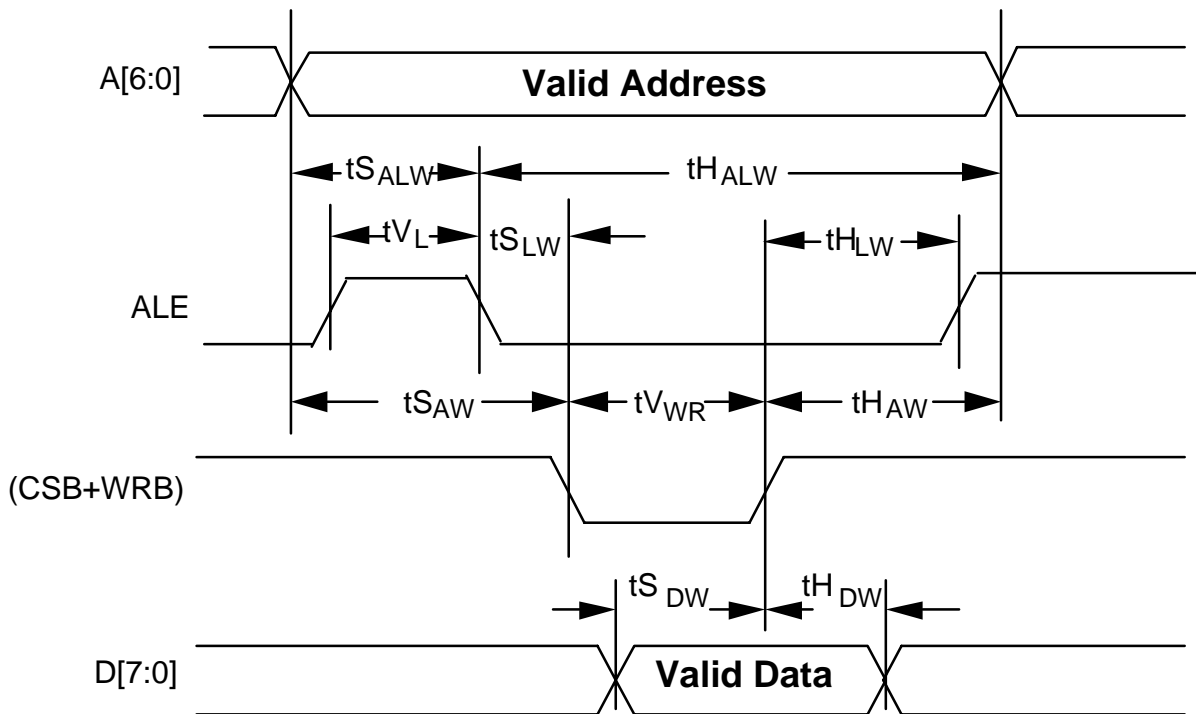 A[6:0] Valid Address
tSALW tHALW
tVL tSLW tHLW
ALE
tSAW tVWR tHAW
(CSB+WRB)
tS DW tH DW
D[7:0] Valid Data